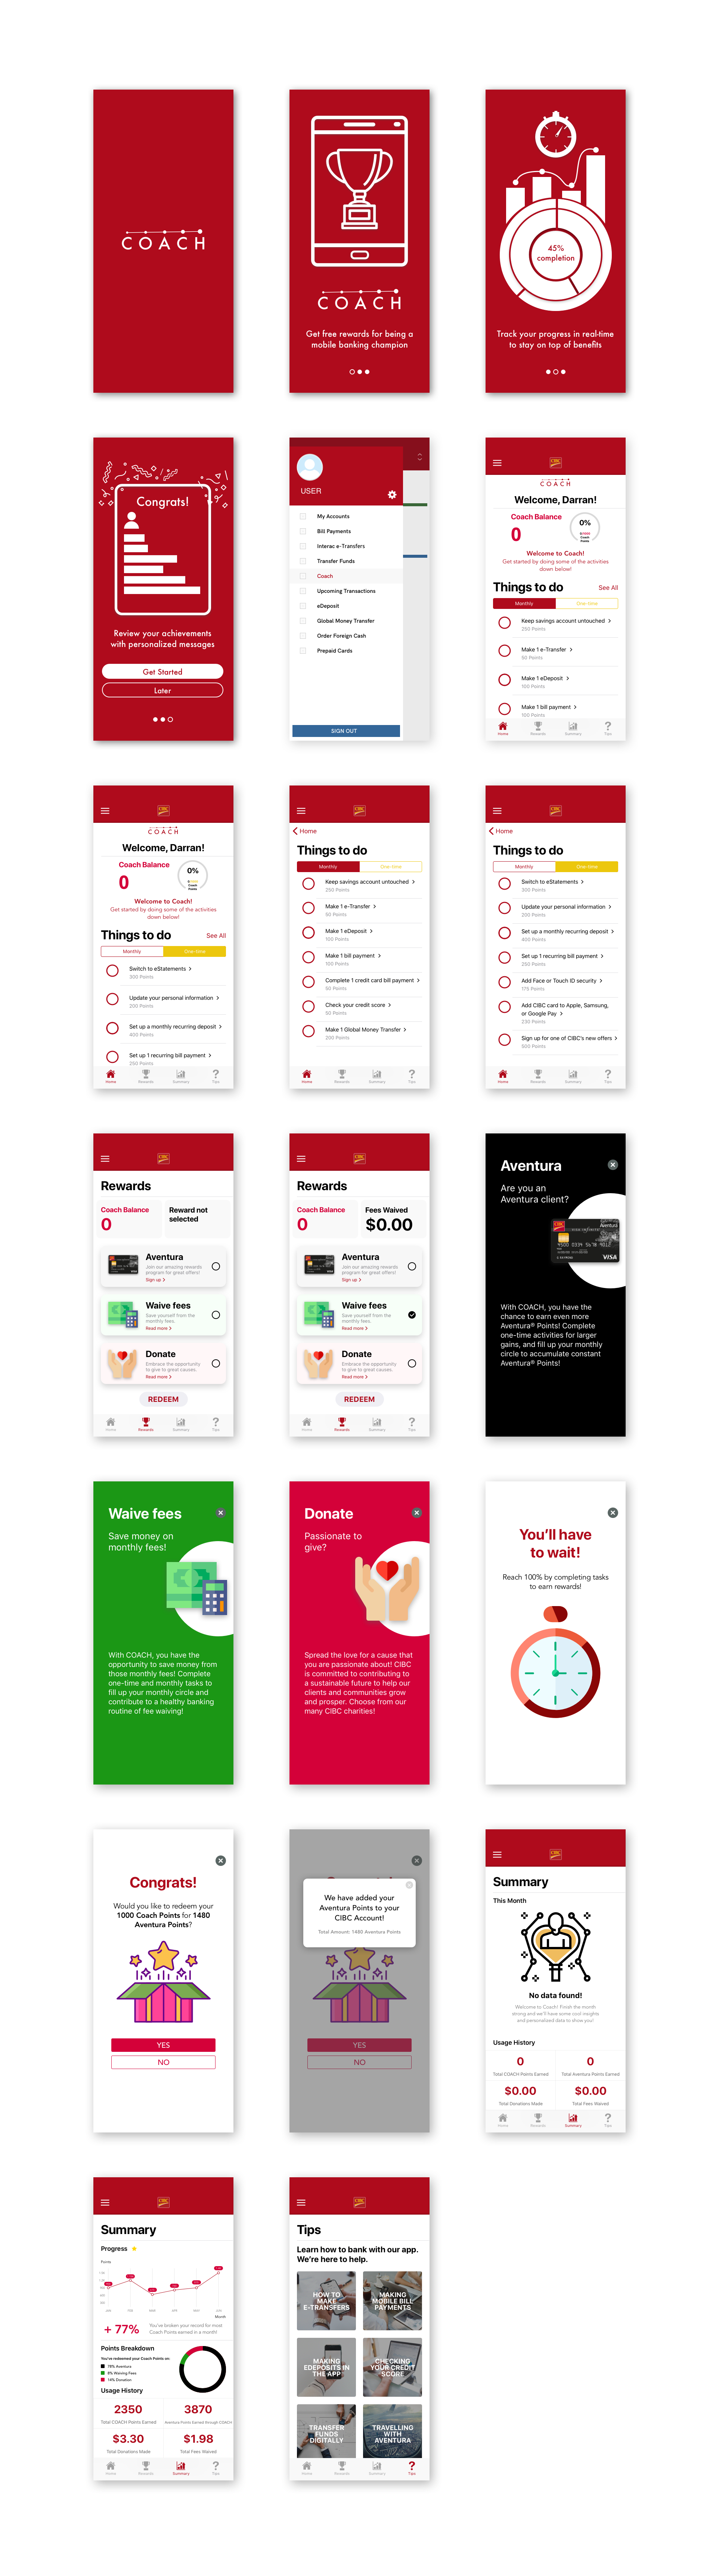 COACH
COACH
Get free rewards for being a
mobile banking champion
45%
completion
Track your progress in real-time
to stay on top of benefits
Congrats!
Review your achievements
with personalized messages
Get Started
Later
USER
My Accounts
Bill Payments
Interac e-Transfers
Transfer Funds
Coach
Upcoming Transactions
eDeposit
Global Money Transfer
Order Foreign Cash
Prepaid Cards
SIGN OUT
CIBC
COACH
Welcome, Darran!
Coach Balance
0
0%
Coach
Points
Welcome to Coach!
Get started by doing some of the activities
down below!
Things to do
See All
Monthly
One-time
Keep savings account untouched >
250 Points
Make 1 e-Transfer >
50 Points
Make 1 eDeposit >
100 Points
Make 1 bill payment >
150 Points
Home
Rewards
Summary
Tips
CIBC
COACH
Welcome, Darran!
Coach Balance
0
0%
Coach
Points
Welcome to Coach!
Get started by doing some of the activities
down below!
Things to do
See All
Monthly
One-time
Switch to eStatements >
300 Points
Update your personal information >
200 Points
Set up a monthly recurring deposit >
400 Points
Set up 1 recurring bill payment >
250 Points
Home
Rewards
Summary
Tips
CIBC
< Home
Things to do
Monthly
One-time
Keep savings account untouched >
250 Points
Make 1 e-Transfer >
50 Points
Make 1 eDeposit >
100 Points
Make 1 bill payment >
150 Points
Complete 1 credit card bill payment >
50 Points
Check your credit score >
50 Points
Make 1 Global Money Transfer >
200 Points
Home
Rewards
Summary
Tips
CIBC
< Home
Things to do
Monthly
One-time
Switch to eStatements >
300 Points
Update your personal information >
200 Points
Set up a monthly recurring deposit >
400 Points
Set up 1 recurring bill payment >
250 Points
Add Face or Touch ID security >
175 Points
Add CIBC card to Apple, Samsung,
or Google Pay >
230 Points
Sign up for one of CIBC's new offers >
500 Points
Home
Rewards
Summary
Tips
CIBC
Rewards
Coach Balance
0
Reward not
selected
Aventura
Join our amazing rewards
program for great offers!
Sign up >
Waive fees
Save yourself from the
monthly fees.
Read more >
Donate
Embrace the opportunity
to give to great causes.
Read more >
REDEEM
Home
Rewards
Summary
Tips
CIBC
Rewards
Coach Balance
0
Fees Waived
$0.00
Aventura
Join our amazing rewards
program for great offers!
Sign up >
Waive fees
Save yourself from the
monthly fees.
Read more >
Donate
Embrace the opportunity
to give to great causes.
Read more >
REDEEM
Home
Rewards
Summary
Tips
Aventura
Are you an
Aventura client?
CIBC
Aventura
4500 0334 5678 9012
VISA
With COACH, you have the
chance to earn even more
Aventura® Points! Complete
one-time activities for larger
gains, and fill up your monthly
circle to accumulate constant
Aventura® Points!
Waive fees
Save money on
monthly fees!
With COACH, you have the
opportunity to save money from
those monthly fees! Complete
one-time and monthly tasks to
fill up your monthly circle and
contribute to a healthy banking
routine of fee waiving!
Donate
Passionate to
give?
Spread the love for a cause that
you are passionate about! CIBC
is committed to contributing to
a sustainable future to help our
clients and communities grow
and prosper. Choose from our
many CIBC charities!
You'll have
to wait!
Reach 100% by completing tasks
to earn rewards!
Congrats!
Would you like to redeem your
1000 Coach Points for 1480
Aventura Points?
YES
NO
We have added your
Aventura Points to your
CIBC Account!
Total Amount: 1480 Aventura Points
YES
NO
CIBC
Summary
This Month
No data found!
Welcome to Coach! Finish the month
strong and we'll have some cool insights
and personalised data to show you!
Usage History
0
Total COACH Points Earned
0
Total Aventura Points Earned
$0.00
Total Donations Made
$0.00
Total Fees Waived
Home
Rewards
Summary
Tips
CIBC
Summary
Progress
Points
Month
+ 77%
You've broken your record for most
Coach Points earned in a month!
Points Breakdown
You've redeemed your Coach Points on:
78% Aventura
8% Waiving Fees
14% Donation
Usage History
2350
Total COACH Points Earned
3870
Aventura Points Earned through COACH
$3.30
Total Donations Made
$1.98
Total Fees Waived
Home
Rewards
Summary
Tips
CIBC
Tips
Learn how to bank with our app.
We're here to help.
HOW TO
MAKE
E-TRANSFERS
MAKING
MOBILE BILL
PAYMENTS
MAKING
EDEPOSITS IN
THE APP
CHECKING
YOUR CREDIT
SCORE
TRANSFER
FUNDS
DIGITALLY
TRAVELLING
WITH
AVENTURA
Home
Rewards
Summary
Tips